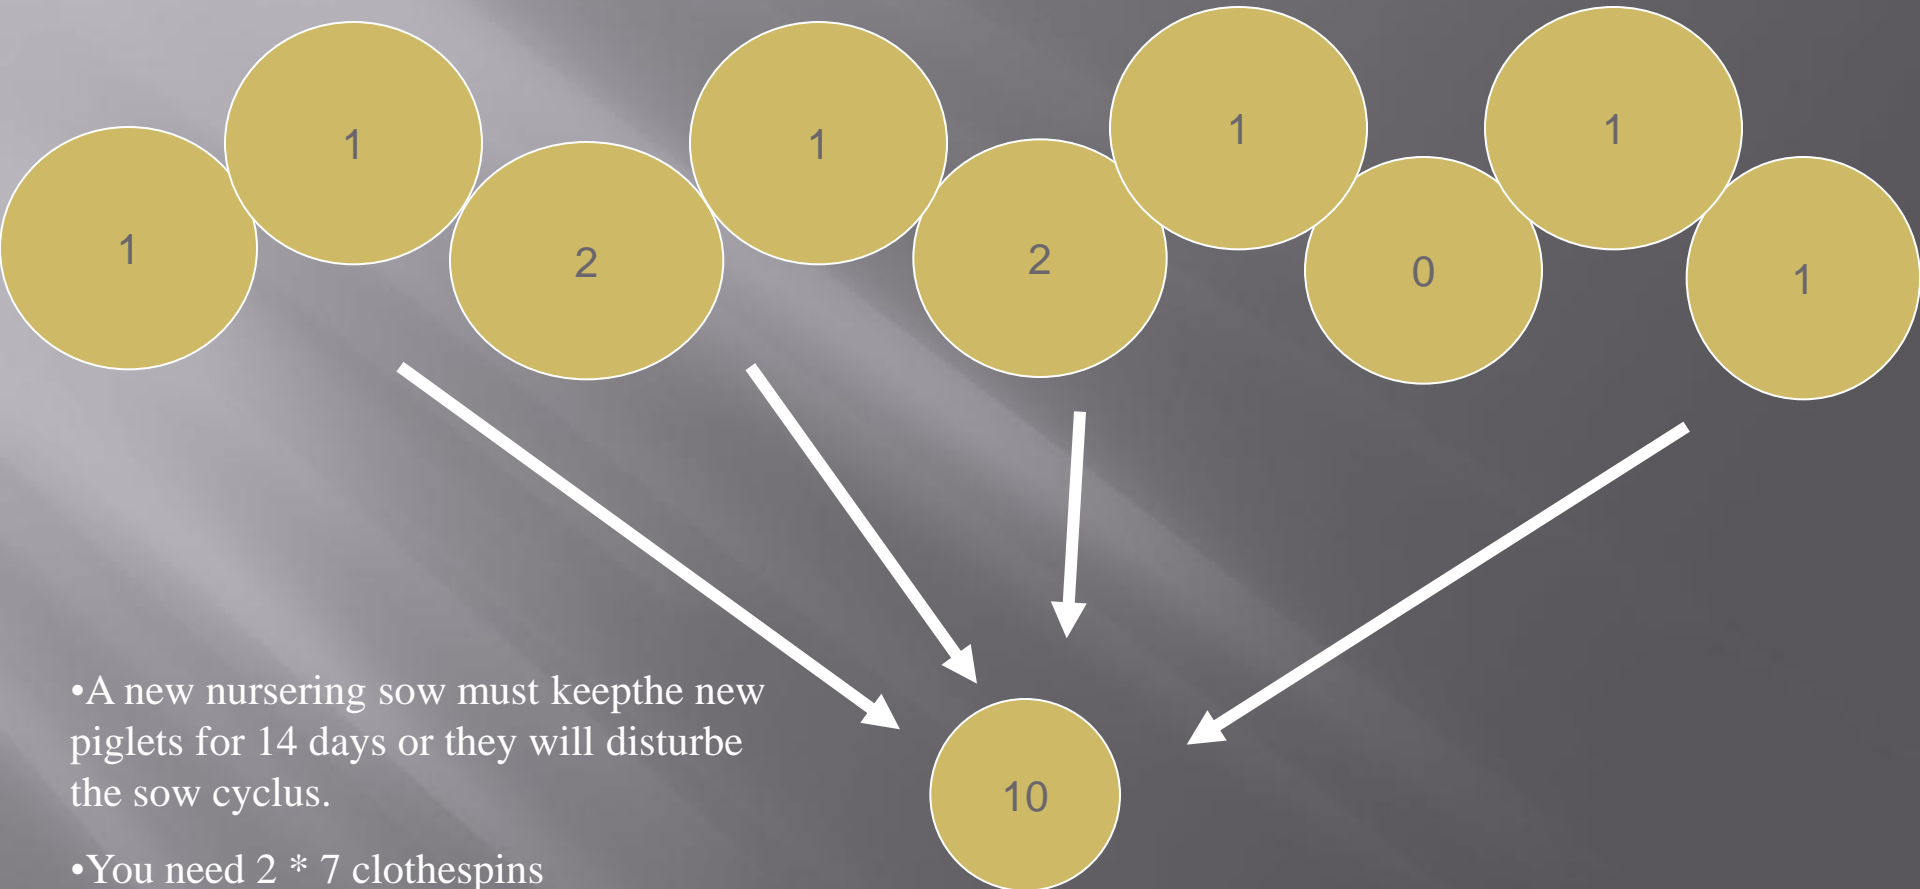 1
1
2
1
2
1
0
1
1
•A new nursering sow must keepthe new
piglets for 14 days or they will disturbe
the sow cyclus.
•You need 2 * 7 clothespins
10